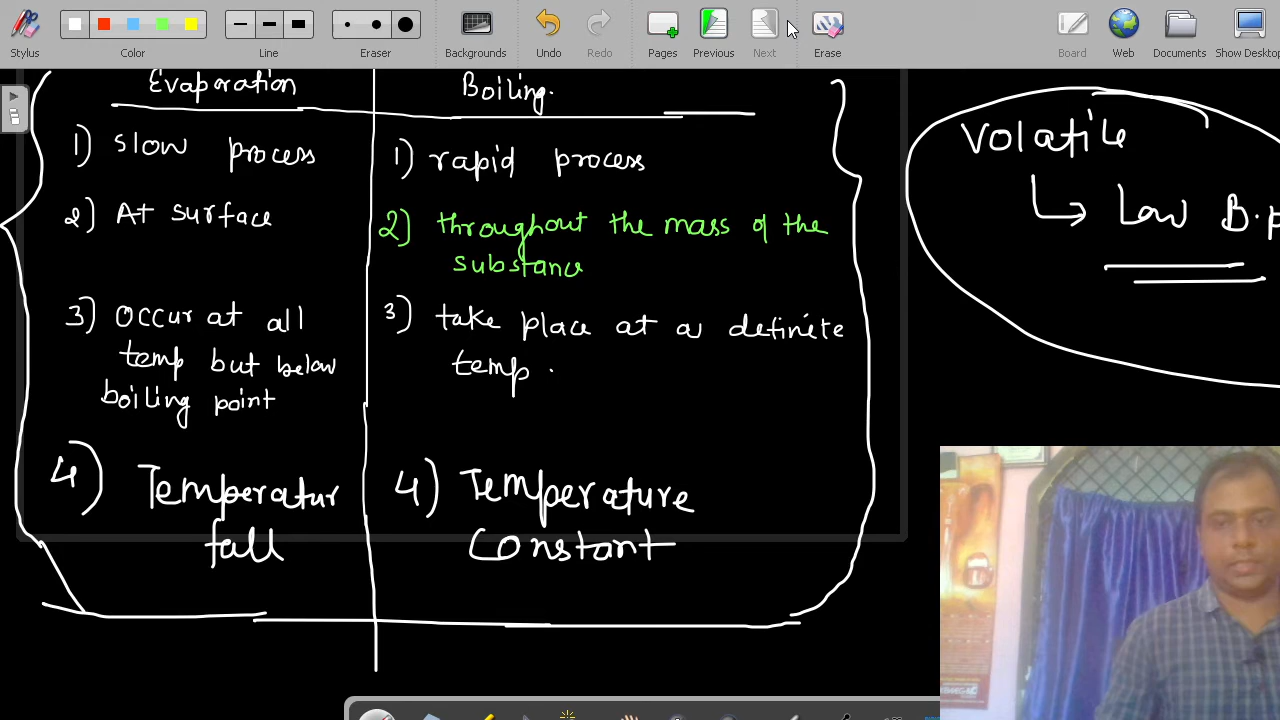 Stylus
Color
Line
Eraser
Backgrounds
Undo
Redo
Pages
Previous
Next
Erase
Board
Web
Documents
Show Deskto
Evaporation
Boiling.
1) Slow process
1) rapid process
2) At surface
2) throughout the mass of the
substance
3) Occur at all
temp but below
boiling point
3) take place at a definite
temp.
4) Temperatur
fall
4) Temperature
Constant
Volatile
Low B.p